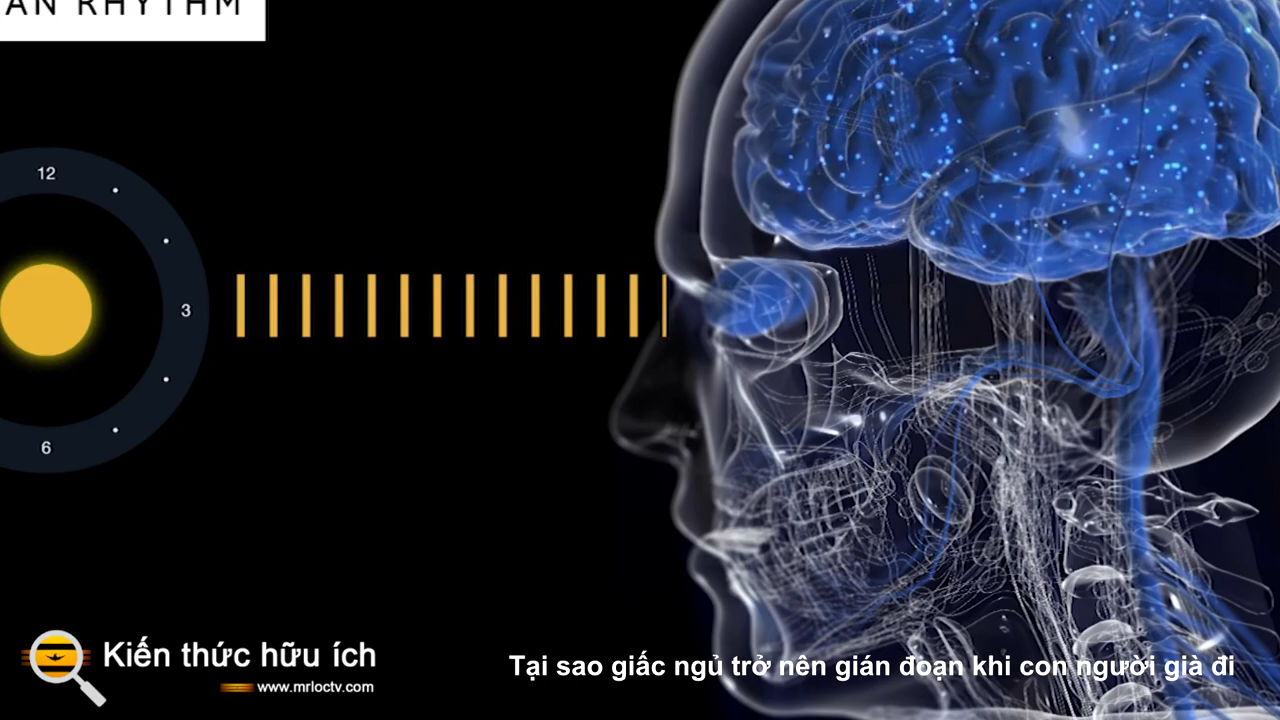 AN RHYTHM
12
3
6
Kiến thức hữu ích
www.mrloctv.com
Tại sao giấc ngủ trở nên gián đoạn khi con người già đi